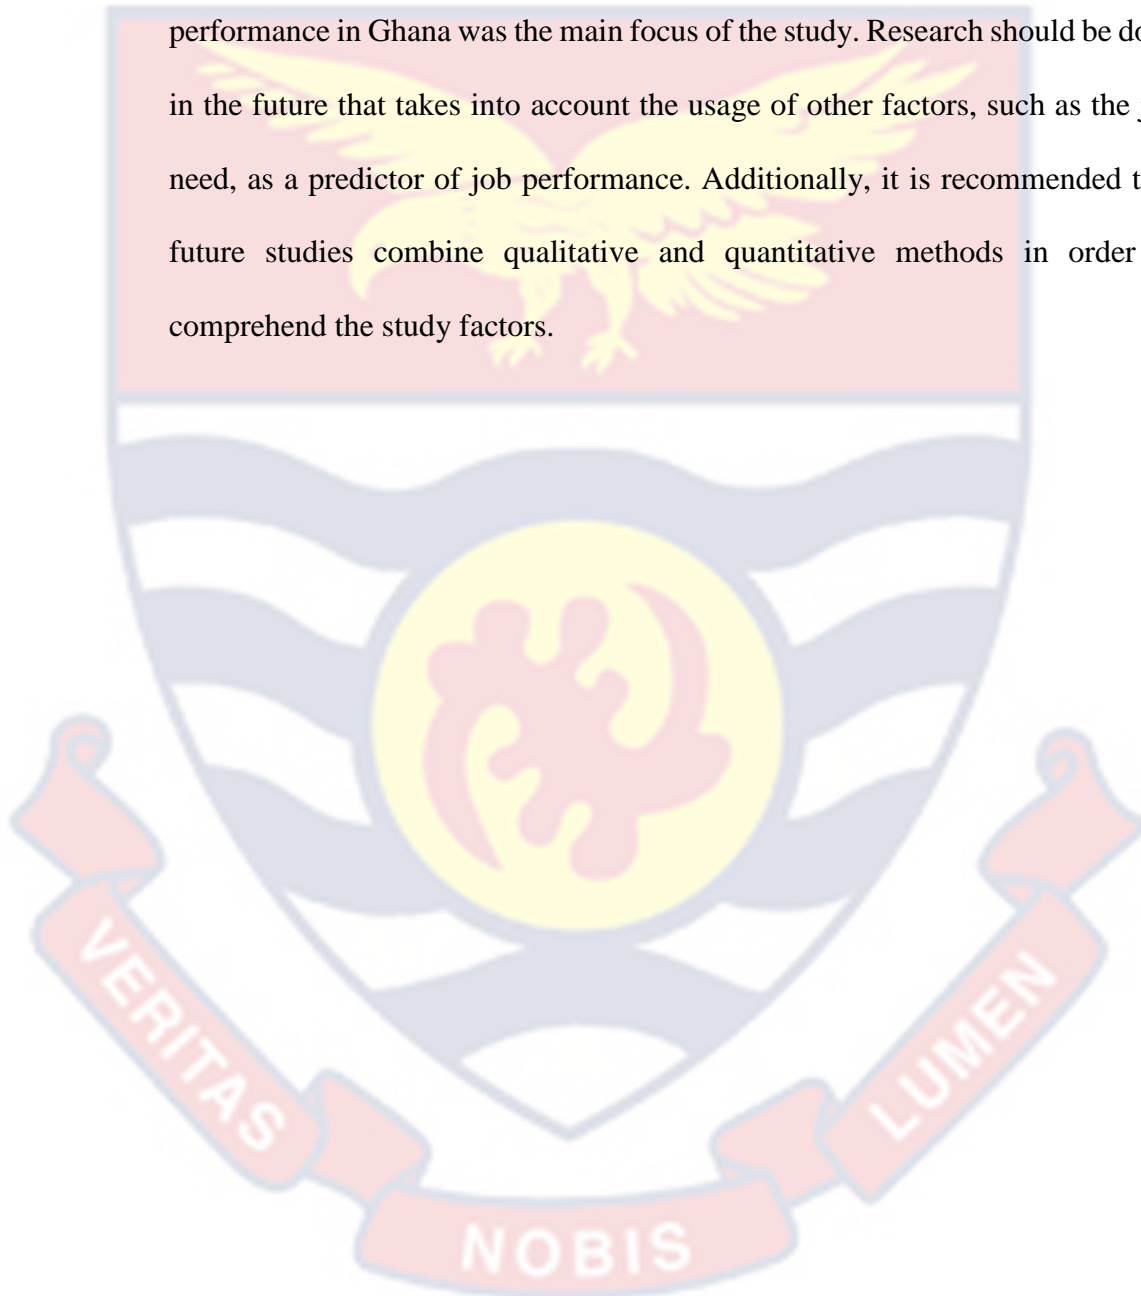 performance in Ghana was the main focus of the study. Research should be do
in the future that takes into account the usage of other factors, such as the
need, as a predictor of job performance. Additionally, it is recommended t
future studies combine qualitative and quantitative methods in order
comprehend the study factors.
VERITAS
NOBIS
LUMEN